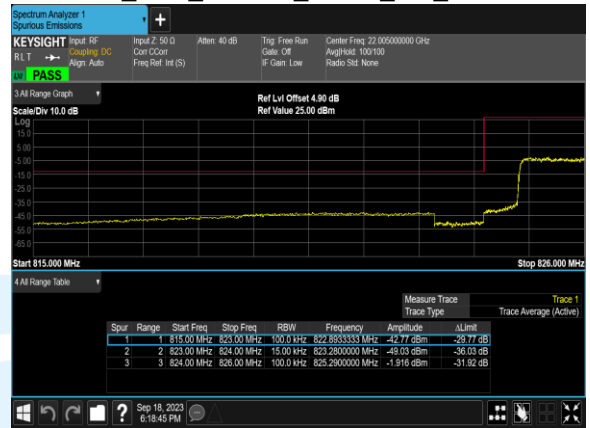 Spectrum Analyzer 1
Spurious Emissions
KEYSIGHT Input: RF Input Z: 50 Ω Atten: 40 dB Trig: Free Run Center Freq: 22.005000000 GHz
RLT Coupling: DC Corr CCorr Gate: Off Avg|Hold: 100/100
Align: Auto Freq Ref: Int (S) IF Gain: Low Radio Std: None
LXI PASS
3 All Range Graph
Ref Lvl Offset 4.90 dB
Scale/Div 10.0 dB Ref Value 25.00 dBm
Log
15.0
5.00
-5.00
-15.0
-25.0
-35.0
-45.0
-55.0
-65.0
Start 815.000 MHz Stop 826.000 MHz
4 All Range Table
Measure Trace Trace 1
Trace Type Trace Average (Active)
Spur Range Start Freq Stop Freq RBW Frequency Amplitude ΔLimit
1 1 815.00 MHz 823.00 MHz 100.0 kHz 822.8933333 MHz -42.77 dBm -29.77 dB
2 2 823.00 MHz 824.00 MHz 15.00 kHz 823.2800000 MHz -49.03 dBm -36.03 dB
3 3 824.00 MHz 826.00 MHz 100.0 kHz 825.2900000 MHz -1.916 dBm -31.92 dB
? Sep 18, 2023
6:18:45 PM